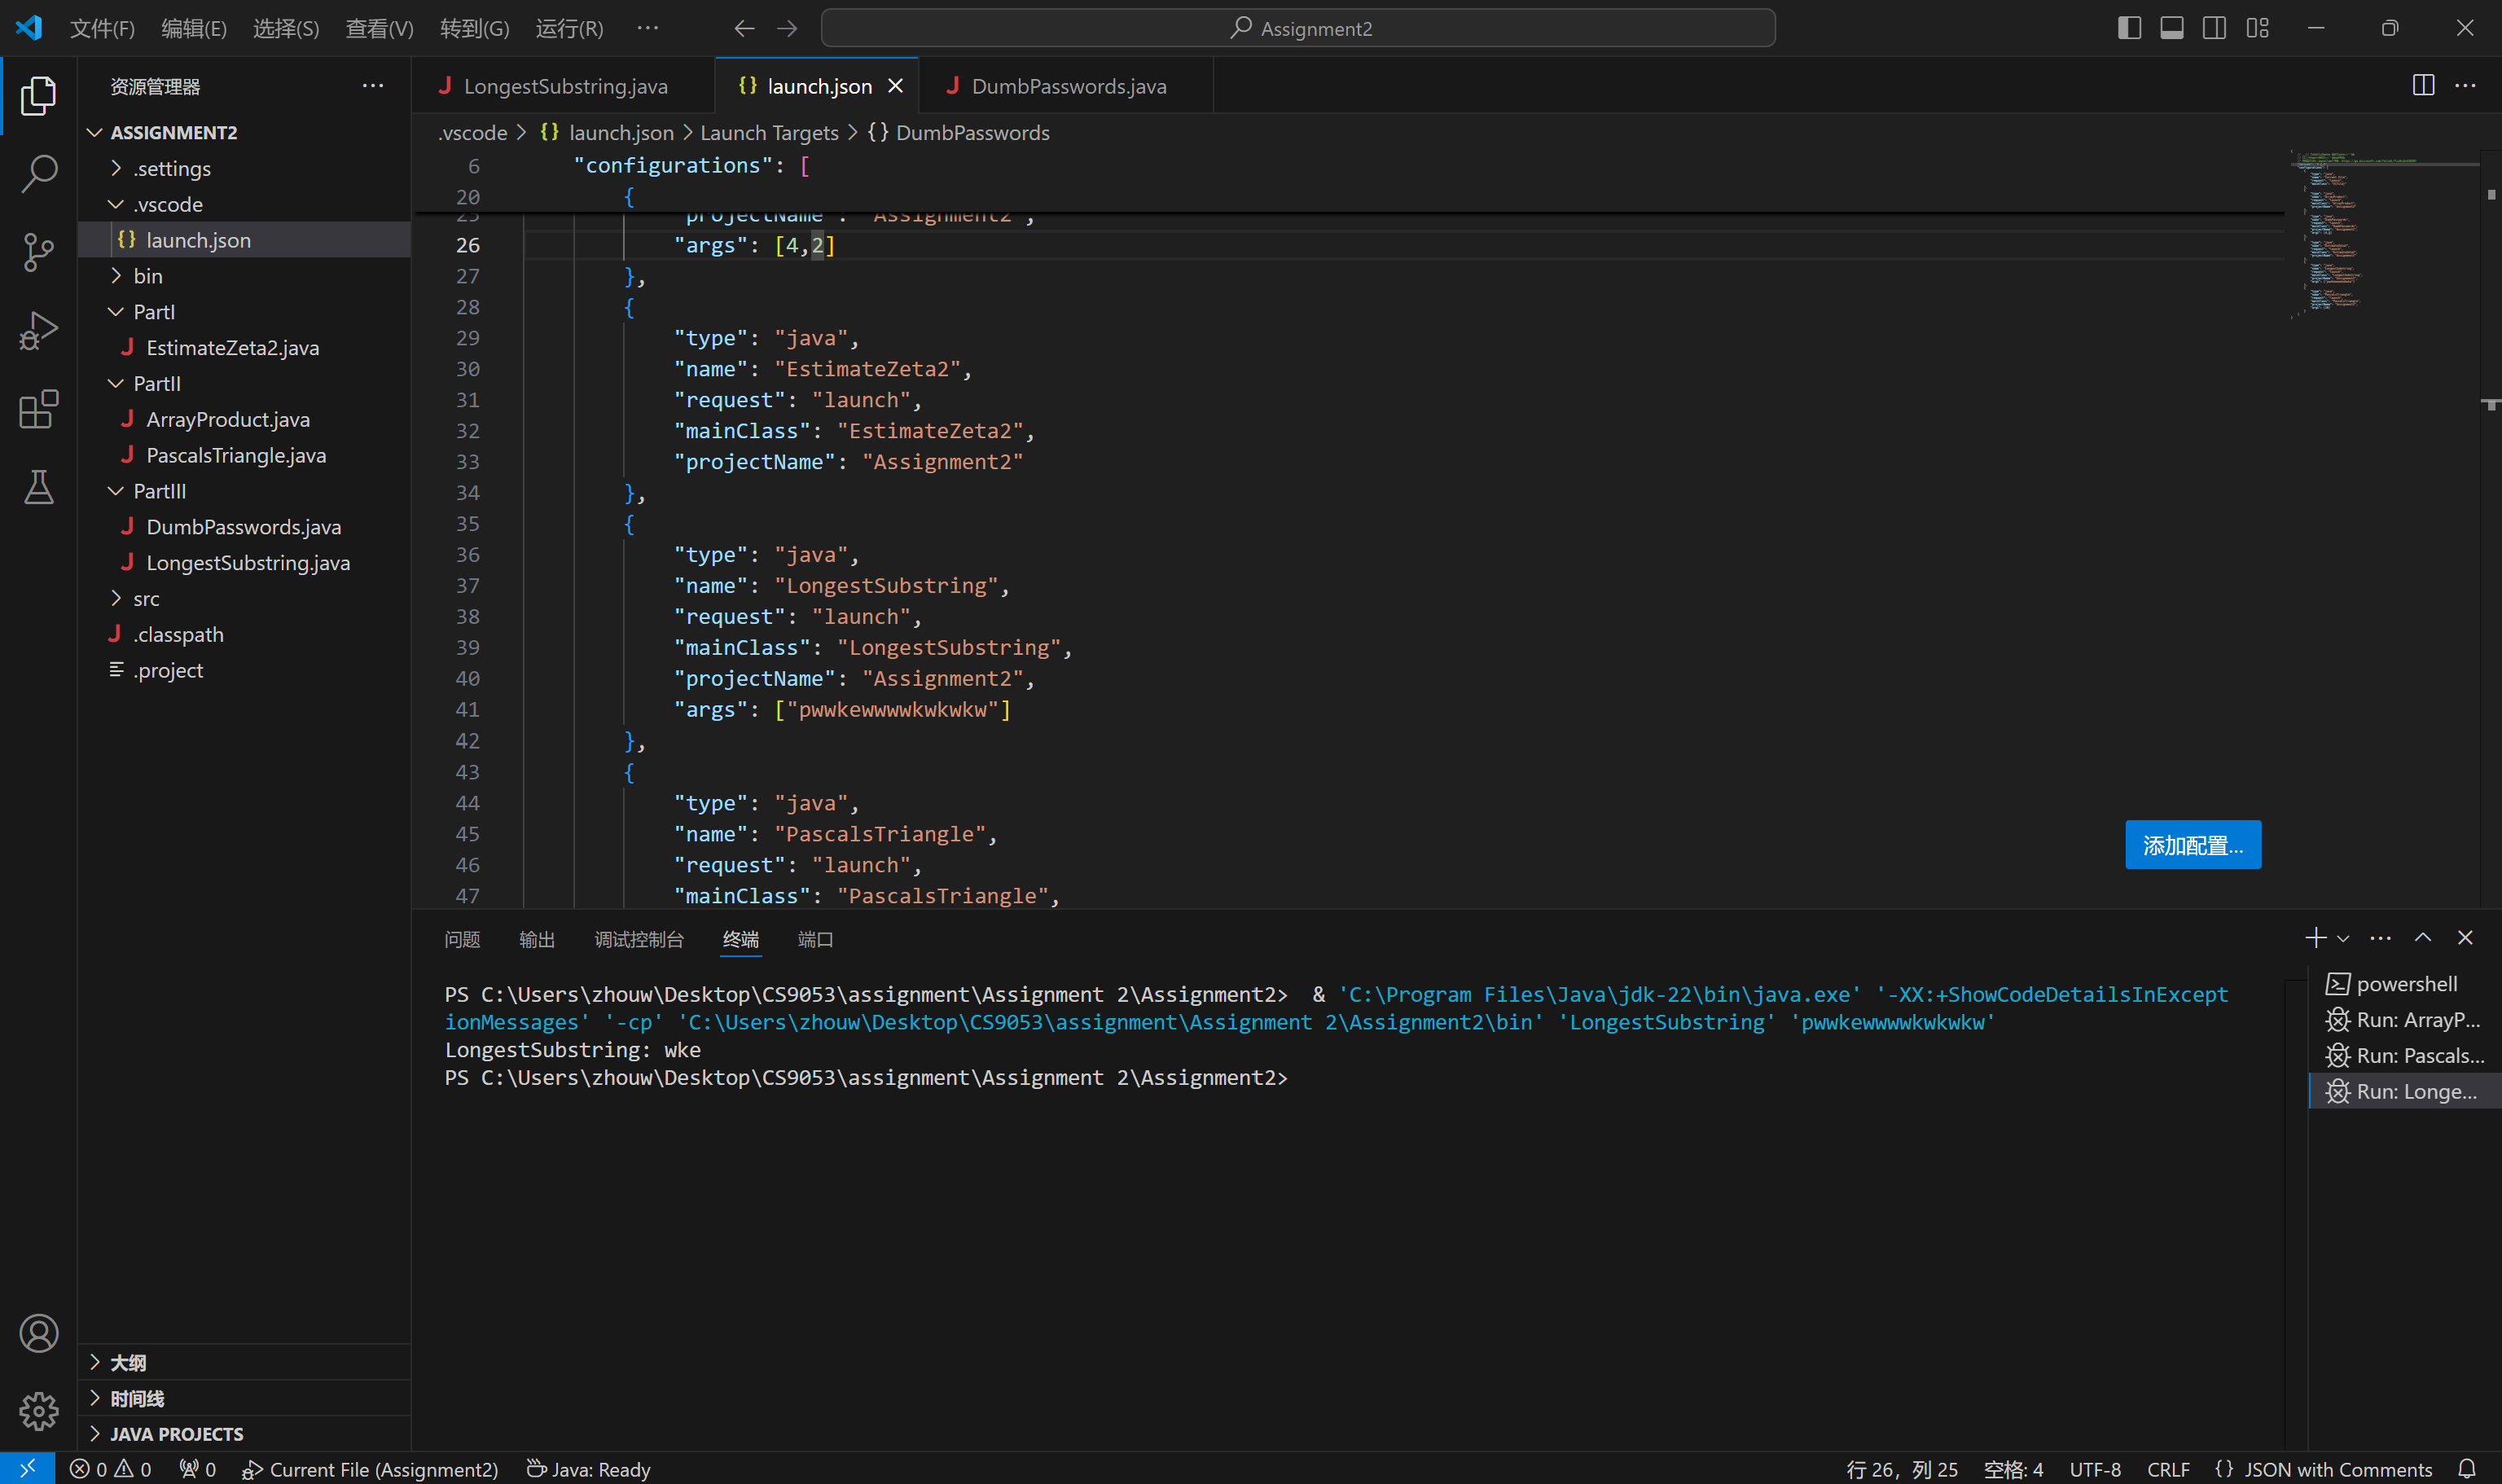 文件(F) 编辑(E) 选择(S) 查看(V) 转到(G) 运行(R) ··· Assignment2
资源管理器
ASSIGNMENT2
.settings
.vscode
launch.json
bin
PartI
EstimateZeta2.java
PartII
ArrayProduct.java
PascalsTriangle.java
PartIII
DumbPasswords.java
LongestSubstring.java
src
.classpath
.project
大纲
时间线
JAVA PROJECTS
LongestSubstring.java launch.json DumbPasswords.java
.vscode > {} launch.json > Launch Targets > {} DumbPasswords
6 "configurations": [
20 {
25 "projectName": "Assignment2",
26 "args": [4,2]
27 },
28 {
29 "type": "java",
30 "name": "EstimateZeta2",
31 "request": "launch",
32 "mainClass": "EstimateZeta2",
33 "projectName": "Assignment2"
34 },
35 {
36 "type": "java",
37 "name": "LongestSubstring",
38 "request": "launch",
39 "mainClass": "LongestSubstring",
40 "projectName": "Assignment2",
41 "args": ["pwwkewwwwkwkwkw"]
42 },
43 {
44 "type": "java",
45 "name": "PascalsTriangle",
46 "request": "launch",
47 "mainClass": "PascalsTriangle",
添加配置...
问题 输出 调试控制台 终端 端口
PS C:\Users\zhouw\Desktop\CS9053\assignment\Assignment 2\Assignment2>  & 'C:\Program Files\Java\jdk-22\bin\java.exe' '-XX:+ShowCodeDetailsInExcept
ionMessages' '-cp' 'C:\Users\zhouw\Desktop\CS9053\assignment\Assignment 2\Assignment2\bin' 'LongestSubstring' 'pwwkewwwwkwkwkw'
LongestSubstring: wke
PS C:\Users\zhouw\Desktop\CS9053\assignment\Assignment 2\Assignment2>
powershell
Run: ArrayP...
Run: Pascals...
Run: Longe...
0 0 0 Current File (Assignment2) Java: Ready 行 26，列 25 空格: 4 UTF-8 CRLF {} JSON with Comments